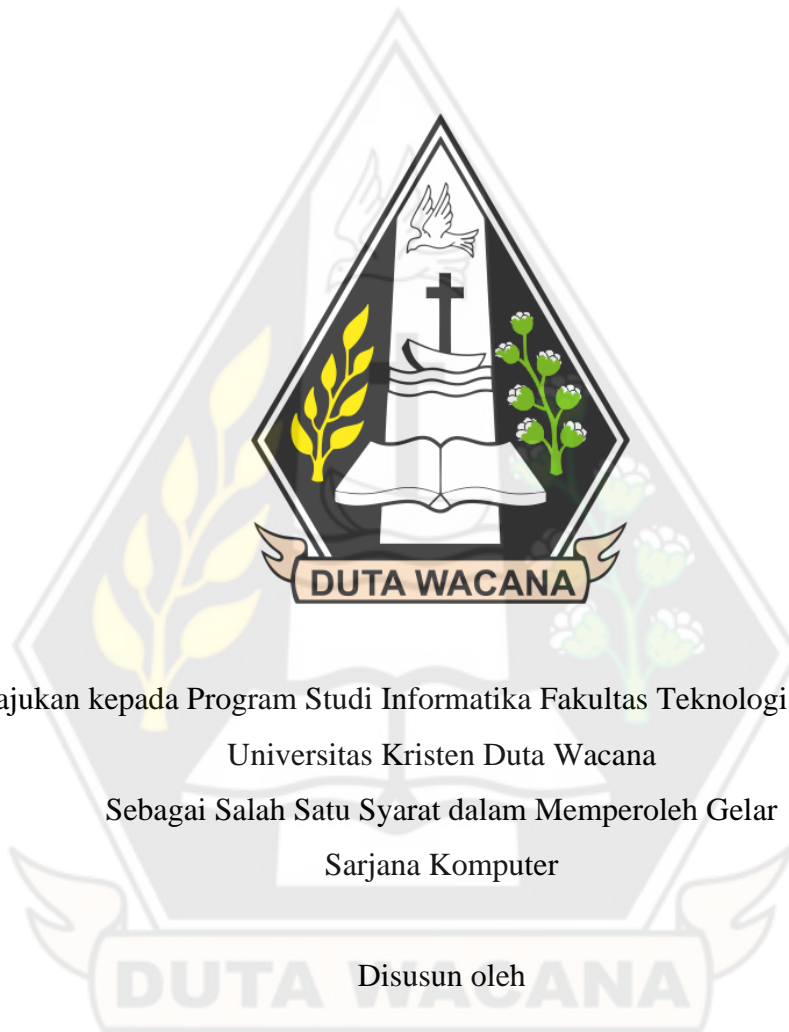 DUTA WACANA
ajukan kepada Program Studi Informatika Fakultas Teknologi
Universitas Kristen Duta Wacana
Sebagai Salah Satu Syarat dalam Memperoleh Gelar
Sarjana Komputer
Disusun oleh
DUTA WACANA